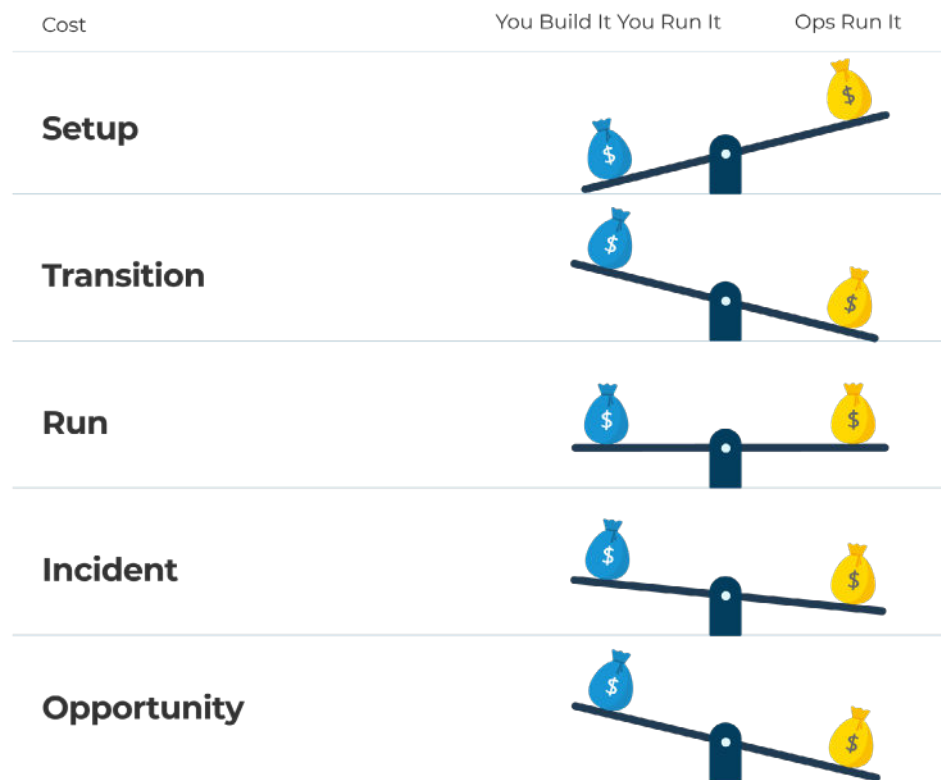 Cost You Build It You Run It Ops Run It
Setup $ $
Transition $ $
Run $ $
Incident $ $
Opportunity $ $